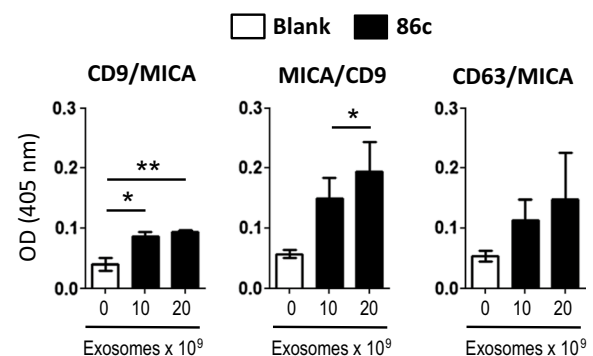 Blank 86c
CD9/MICA MICA/CD9 CD63/MICA
OD (405 nm)
0.3 0.3 0.3
** *
0.2 0.2 0.2
*
0.1 0.1 0.1
0.0 0.0 0.0
0 10 20 0 10 20 0 10 20
Exosomes x 10⁹ Exosomes x 10⁹ Exosomes x 10⁹